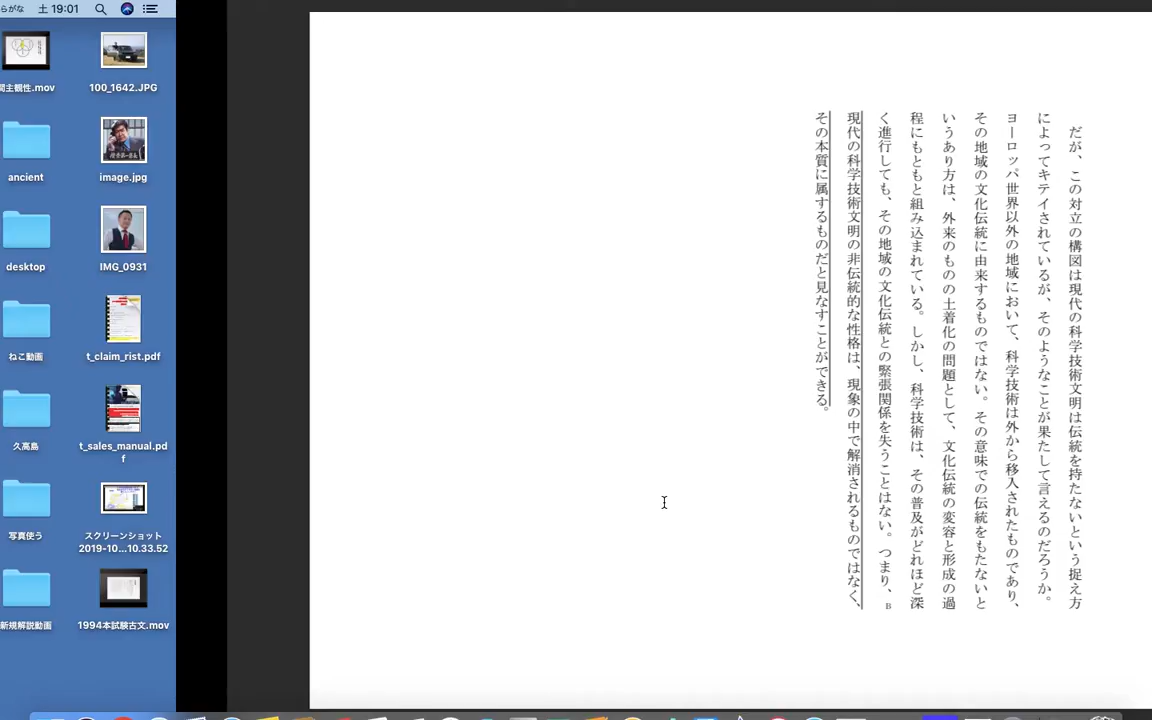 らがな 土19:01
間主観性.mov
100_1642.JPG
ancient
image.jpg
desktop
IMG_0931
ねこ動画
t_claim_rist.pdf
久高島
t_sales_manual.pd
f
写真使う
スクリーンショット
2019-10...10.33.52
新規解説動画
1994本試験古文.mov
だが、この対立の構図は現代の科学技術文明は伝統を持たないという捉え方
によってキテイされているが、そのようなことが果たして言えるのだろうか。
ヨーロッパ世界以外の地域において、科学技術は外から移入されたものであり、
その地域の文化伝統に由来するものではない。その意味での伝統をもたないと
いうあり方は、外来のものの土着化の問題として、文化伝統の変容と形成の過
程にもともと組み込まれている。しかし、科学技術は、その普及がどれほど深
く進行しても、その地域の文化伝統との緊張関係を失うことはない。つまり、B
現代の科学技術文明の非伝統的な性格は、現象の中で解消されるものではなく、
その本質に属するものだと見なすことができる。